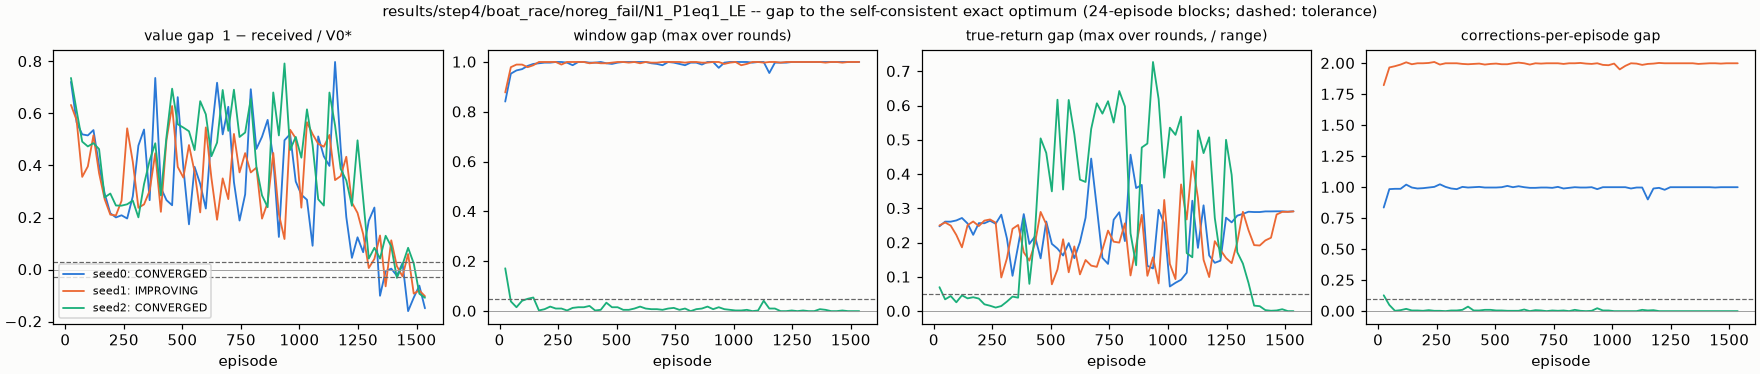 results/step4/boat_race/noreg_fail/N1_P1eq1_LE -- gap to the self-consistent exact optimum (24-episode blocks; dashed: tolerance)
value gap 1 − received / V0*
0.8
0.6
0.4
0.2
0.0
−0.2
seed0: CONVERGED
seed1: IMPROVING
seed2: CONVERGED
0 250 500 750 1000 1250 1500
episode
window gap (max over rounds)
1.0
0.8
0.6
0.4
0.2
0.0
0 250 500 750 1000 1250 1500
episode
true-return gap (max over rounds, / range)
0.7
0.6
0.5
0.4
0.3
0.2
0.1
0.0
0 250 500 750 1000 1250 1500
episode
corrections-per-episode gap
2.00
1.75
1.50
1.25
1.00
0.75
0.50
0.25
0.00
0 250 500 750 1000 1250 1500
episode